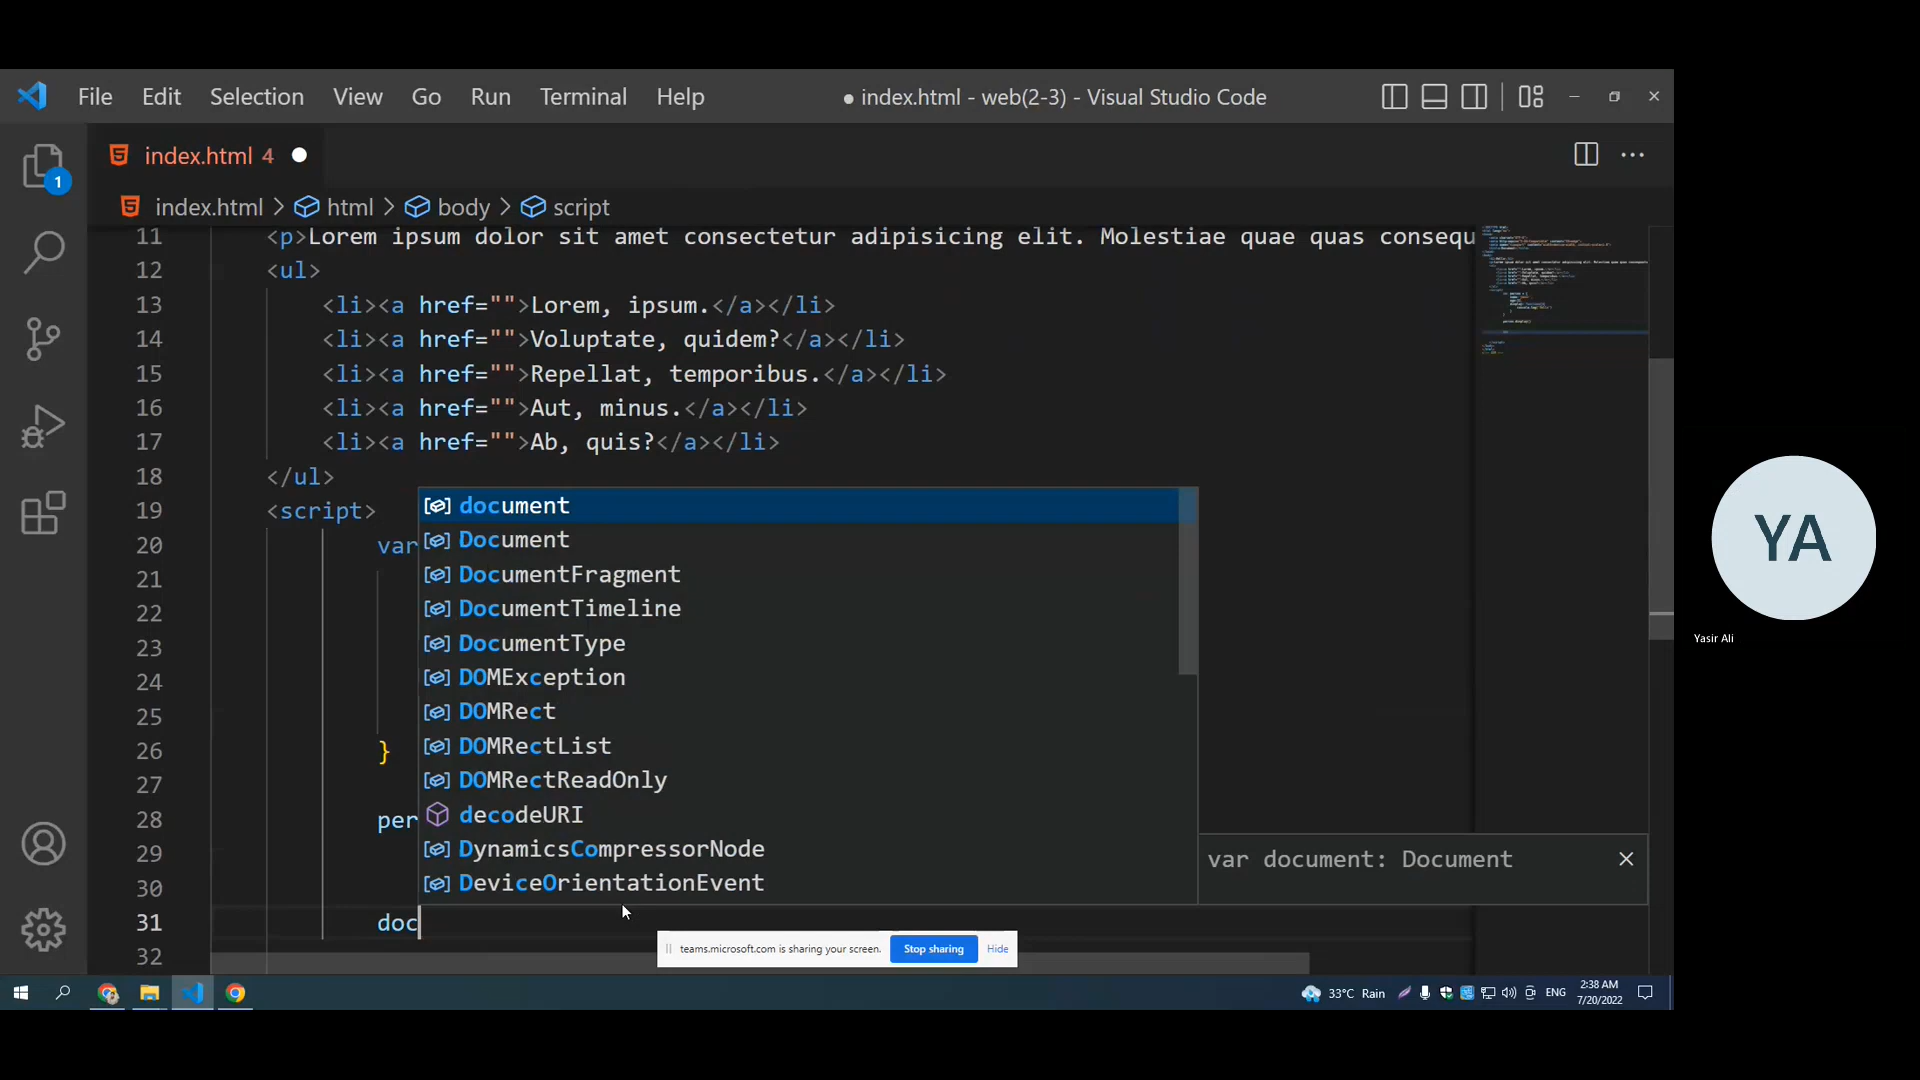 File Edit Selection View Go Run Terminal Help ● index.html - web(2-3) - Visual Studio Code
index.html 4
1
index.html > html > body > script
11 <p>Lorem ipsum dolor sit amet consectetur adipisicing elit. Molestiae quae quas consequ
12 <ul>
13 <li><a href="">Lorem, ipsum.</a></li>
14 <li><a href="">Voluptate, quidem?</a></li>
15 <li><a href="">Repellat, temporibus.</a></li>
16 <li><a href="">Aut, minus.</a></li>
17 <li><a href="">Ab, quis?</a></li>
18 </ul>
19 <script>
20 var
21
22
23
24
25
26 }
27
28 per
29
30
31 doc
32
document
Document
DocumentFragment
DocumentTimeline
DocumentType
DOMException
DOMRect
DOMRectList
DOMRectReadOnly
decodeURI
DynamicsCompressorNode
DeviceOrientationEvent
var document: Document
teams.microsoft.com is sharing your screen. Stop sharing Hide
33°C Rain ENG 2:38 AM
7/20/2022
YA
Yasir Ali